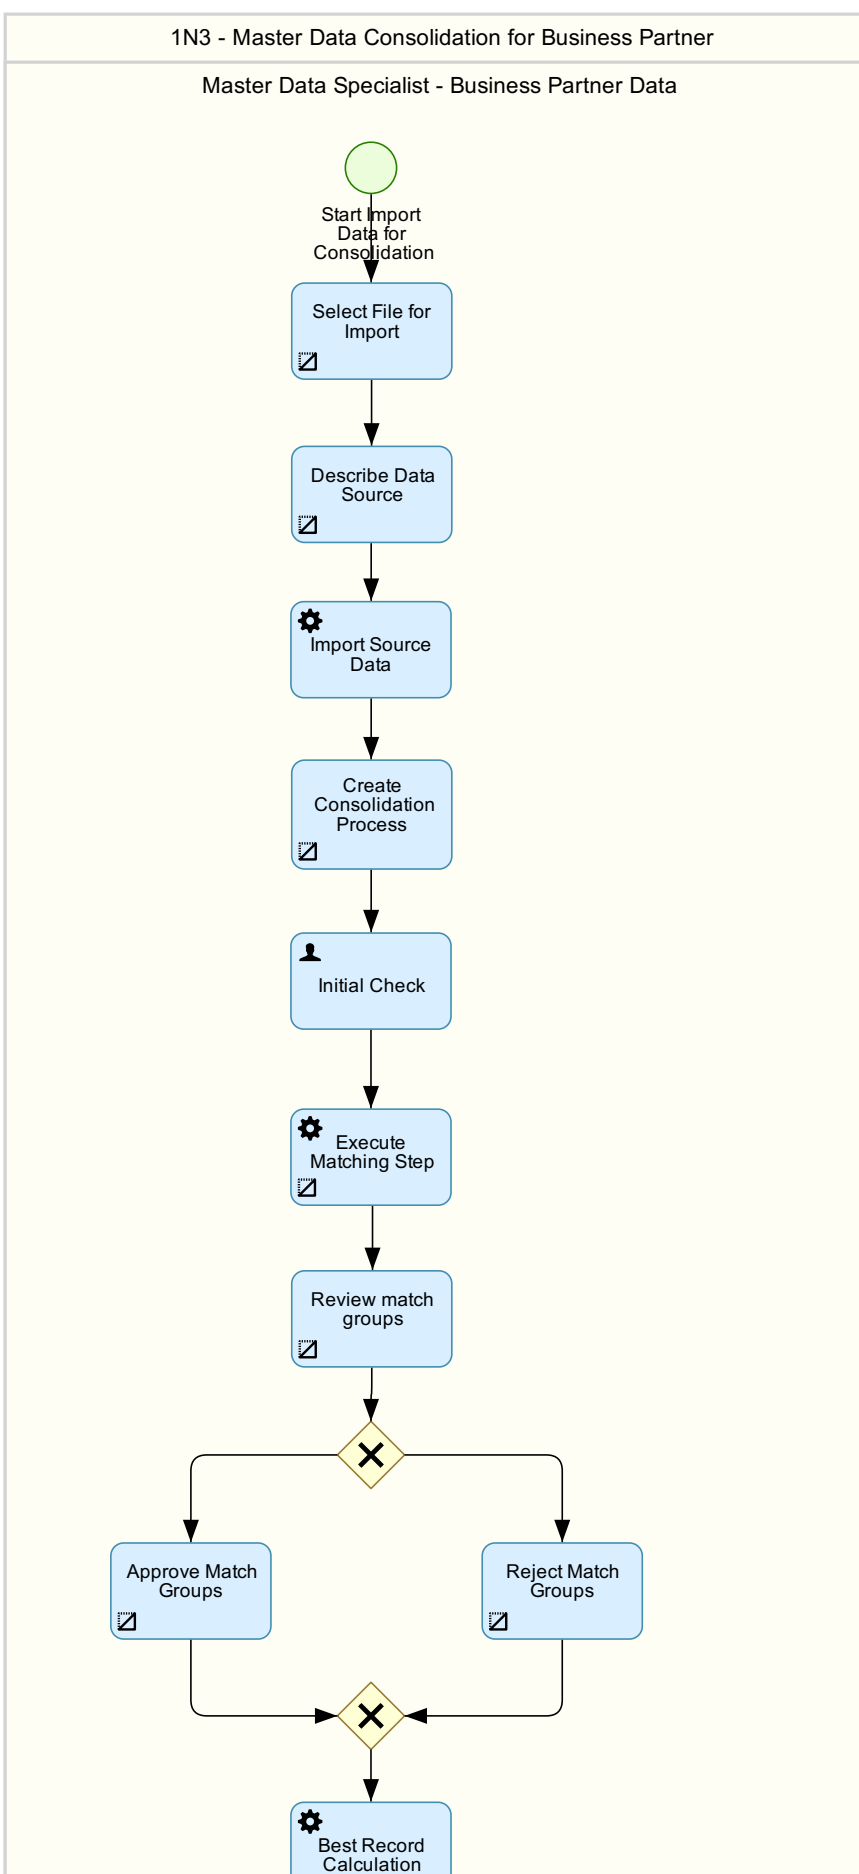 1N3 - Master Data Consolidation for Business Partner
Master Data Specialist - Business Partner Data
Start Import
Data for
Consolidation
Select File for
Import
Describe Data
Source
Import Source
Data
Create
Consolidation
Process
Initial Check
Execute
Matching Step
Review match
groups
Approve Match
Groups
Reject Match
Groups
Best Record
Calculation